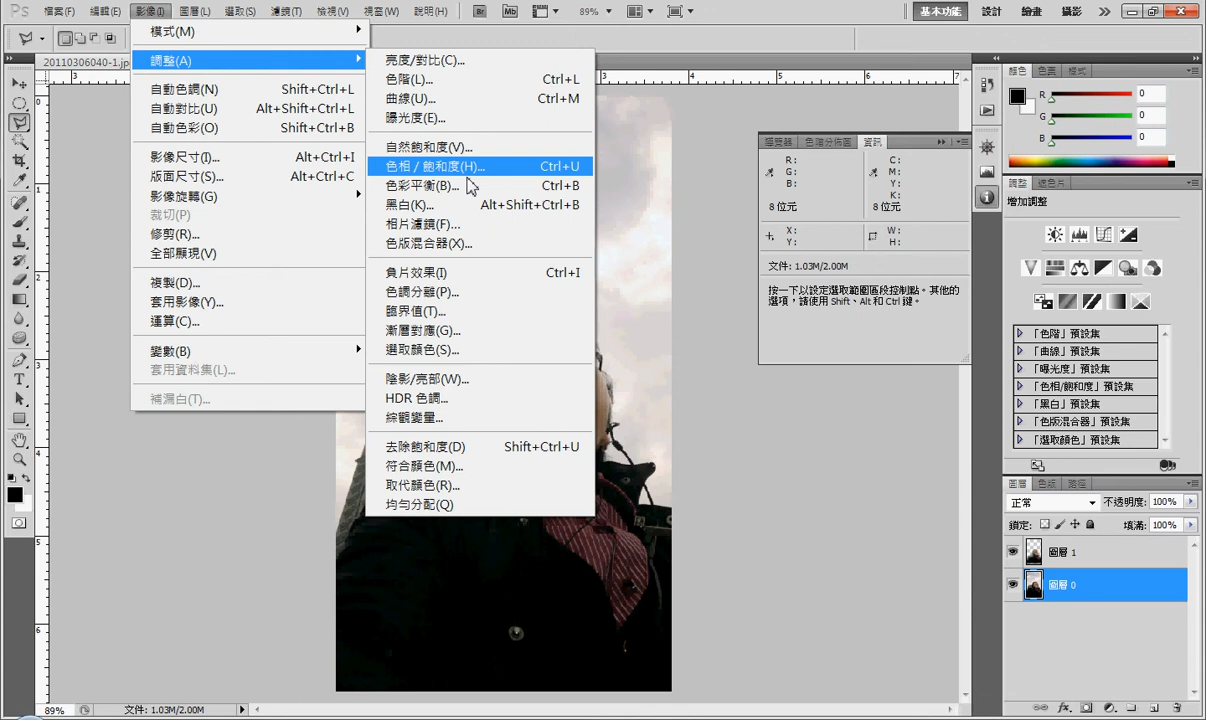 Ps 檔案(F) 編輯(E) 影像(I) 圖層(L) 選取(S) 濾鏡(T) 檢視(V) 視窗(W) 說明(H) Br Mb 89% 基本功能 設計 繪畫 攝影
20110306040-1.jp
模式(M)
調整(A)
自動色調(N) Shift+Ctrl+L
自動對比(U) Alt+Shift+Ctrl+L
自動色彩(O) Shift+Ctrl+B
影像尺寸(I)... Alt+Ctrl+I
版面尺寸(S)... Alt+Ctrl+C
影像旋轉(G)
裁切(P)
修剪(R)...
全部顯現(V)
複製(D)...
套用影像(Y)...
運算(C)...
變數(B)
套用資料集(L)...
補漏白(T)...
亮度/對比(C)...
色階(L)... Ctrl+L
曲線(U)... Ctrl+M
曝光度(E)...
自然飽和度(V)...
色相 / 飽和度(H)... Ctrl+U
色彩平衡(B)... Ctrl+B
黑白(K)... Alt+Shift+Ctrl+B
相片濾鏡(F)...
色版混合器(X)...
負片效果(I) Ctrl+I
色調分離(P)...
臨界值(T)...
漸層對應(G)...
選取顏色(S)...
陰影/亮部(W)...
HDR 色調...
綜觀變量...
去除飽和度(D) Shift+Ctrl+U
符合顏色(M)...
取代顏色(R)...
均勻分配(Q)
3 3 4 5 6 7
0
1
2
3
4
5
6
導覽器 色階分佈圖 資訊
R: C:
G: M:
B: Y:
K:
8 位元 8 位元
X: W:
Y: H:
文件: 1.03M/2.00M
按一下以設定選取範圍區段控制點。其他的
選項，請使用 Shift、Alt 和 Ctrl 鍵。
顏色 色票 樣式
R 0
G 0
B 0
調整 遮色片
增加調整
「色階」預設集
「曲線」預設集
「曝光度」預設集
「色相/飽和度」預設集
「黑白」預設集
「色版混合器」預設集
「選取顏色」預設集
圖層 色版 路徑
正常 不透明度: 100%
鎖定: 填滿: 100%
圖層 1
圖層 0
fx
89% 文件: 1.03M/2.00M